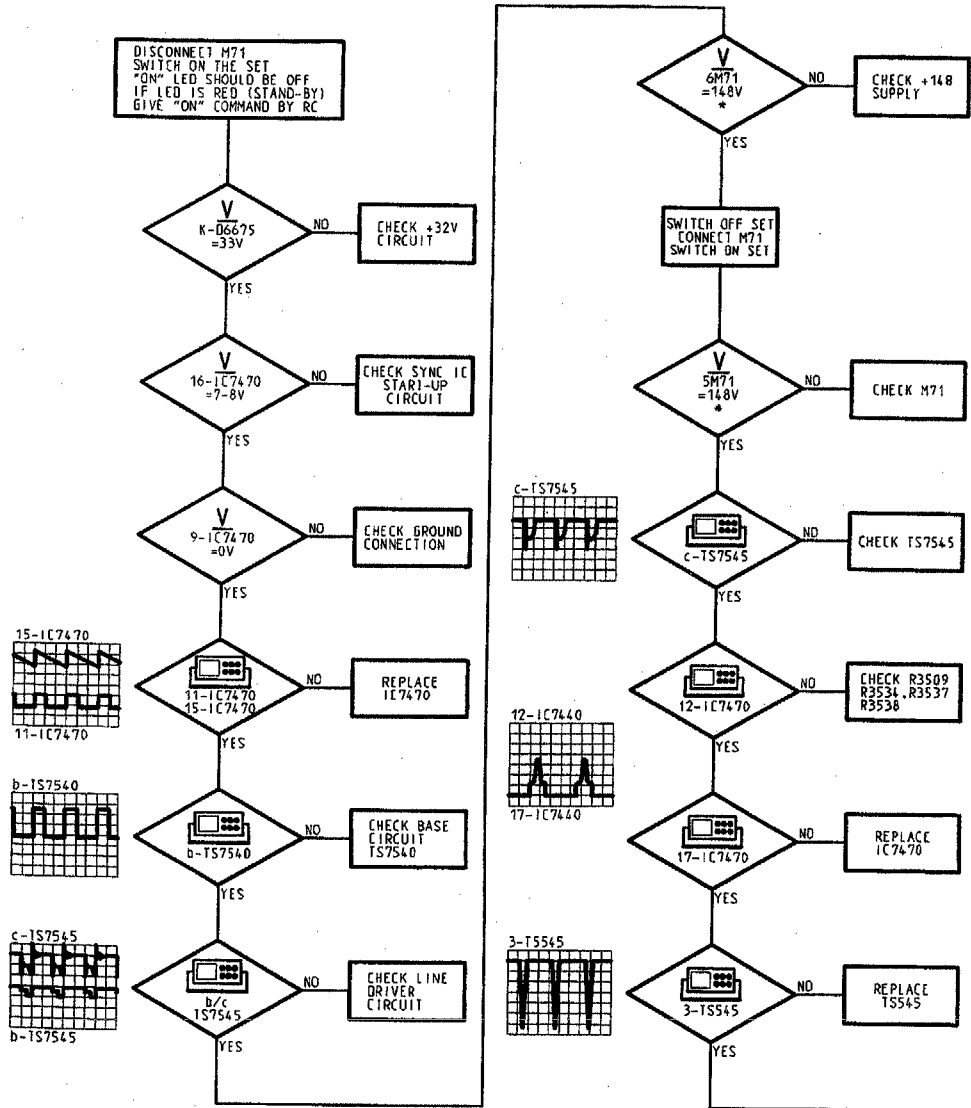 DISCONNECT M71
SWITCH ON THE SET
"ON" LED SHOULD BE OFF
IF LED IS RED (STAND-BY)
GIVE "ON" COMMAND BY RC
V
K-D6675
=33V
NO
CHECK +32V
CIRCUIT
YES
V
16-IC7470
=7-8V
NO
CHECK SYNC IC
START-UP
CIRCUIT
YES
V
9-IC7470
=0V
NO
CHECK GROUND
CONNECTION
YES
15-IC7470
11-IC7470
11-IC7470
15-IC7470
NO
REPLACE
IC7470
YES
b-TS7540
b-TS7540
NO
CHECK BASE
CIRCUIT
TS7540
YES
c-TS7545
b-TS7545
b/c
TS7545
NO
CHECK LINE
DRIVER
CIRCUIT
YES
V
6M71
=148V
*
NO
CHECK +148
SUPPLY
YES
SWITCH OFF SET
CONNECT M71
SWITCH ON SET
V
5M71
=148V
*
NO
CHECK M71
YES
c-TS7545
c-TS7545
NO
CHECK TS7545
YES
12-IC7470
NO
CHECK R3509
R3534,R3537
R3538
YES
12-IC7440
17-IC7440
17-IC7470
NO
REPLACE
IC7470
YES
3-T5545
3-TS545
NO
REPLACE
TS545
YES